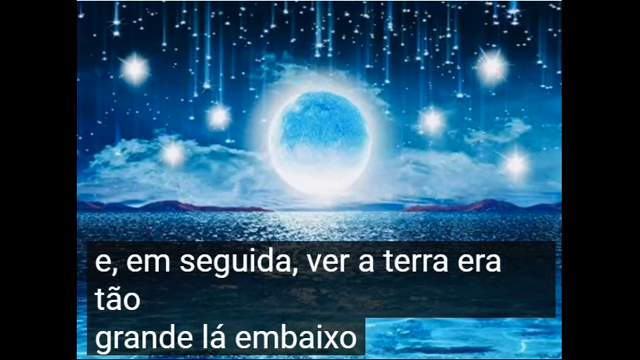 e, em seguida, ver a terra era
tão
grande lá embaixo